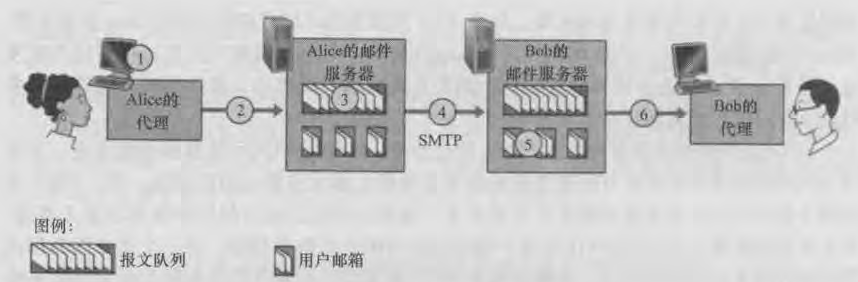 1
Alice的
代理
2
Alice的邮件
服务器
3
4
SMTP
Bob的
邮件服务器
5
6
Bob的
代理
图例:
报文队列
用户邮箱